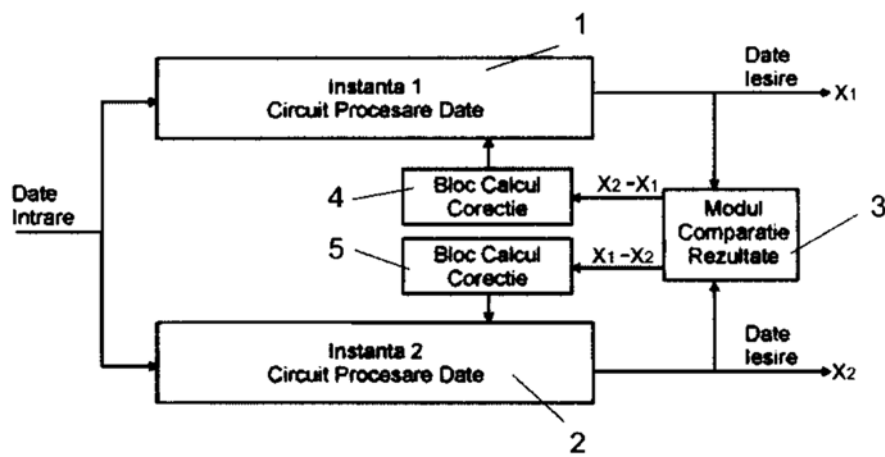 1
Instanta 1
Circuit Procesare Date
Date
Iesire
X1
Date
Intrare
4
Bloc Calcul
Corectie
X2 -X1
Modul
Comparatie
Rezultate
3
5
Bloc Calcul
Corectie
X1 -X2
Instanta 2
Circuit Procesare Date
Date
Iesire
X2
2